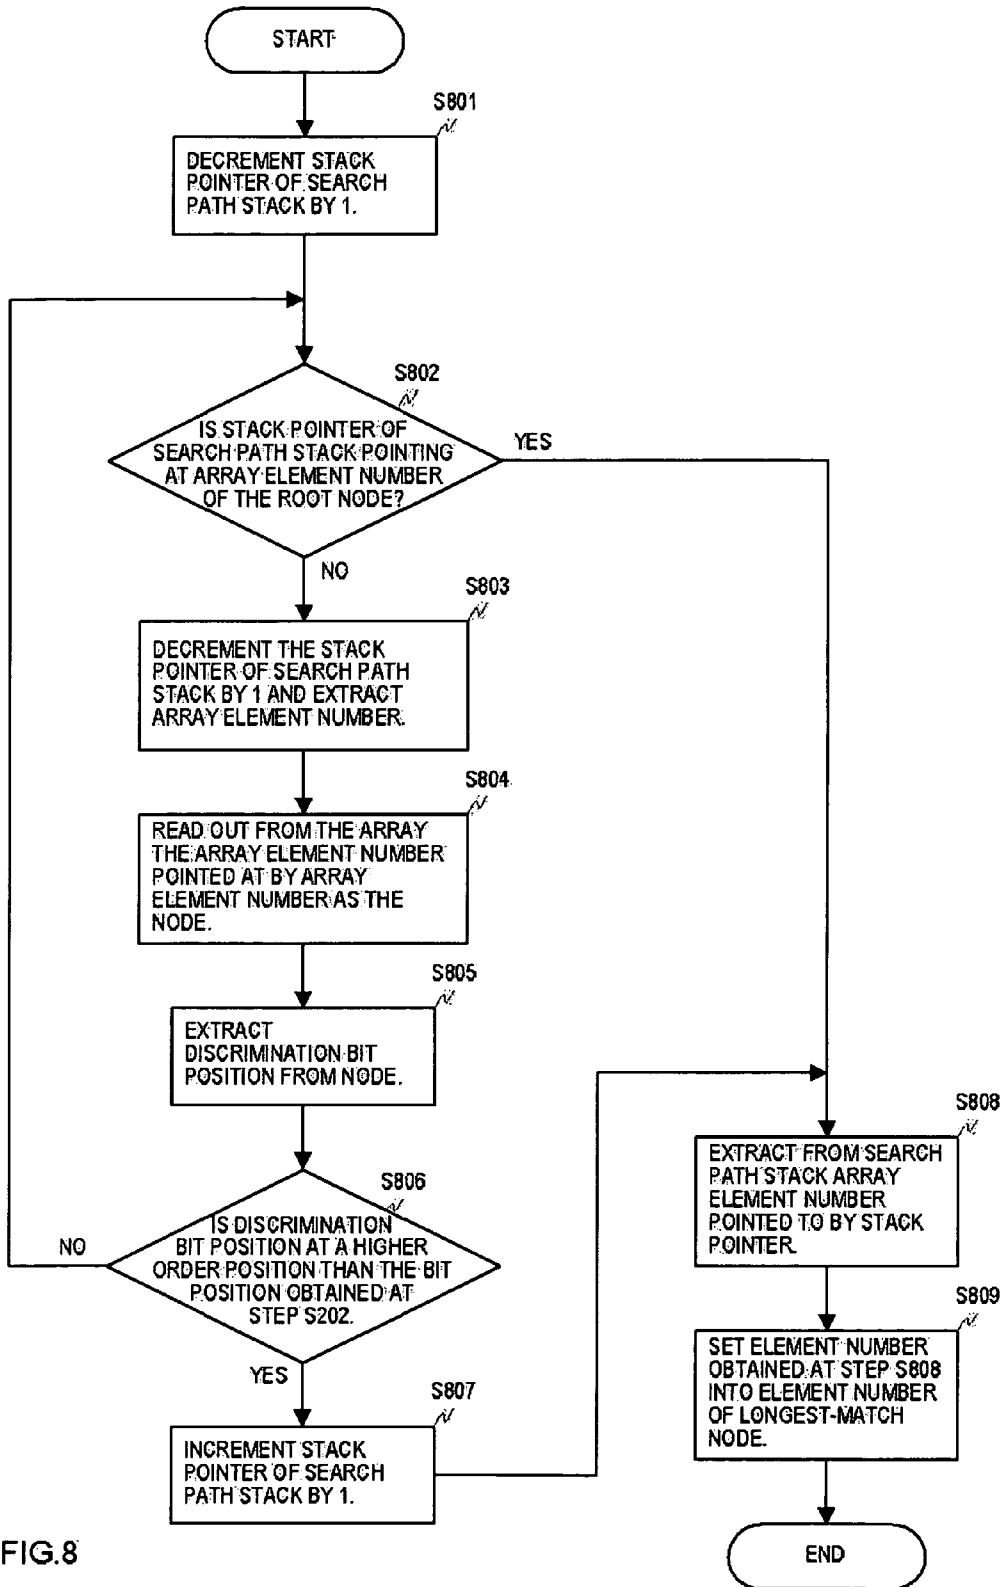 START
S801
DECREMENT STACK
POINTER OF SEARCH
PATH STACK BY 1.
S802
IS STACK POINTER OF
SEARCH PATH STACK POINTING
AT ARRAY ELEMENT NUMBER
OF THE ROOT NODE?
YES
NO
S803
DECREMENT THE STACK
POINTER OF SEARCH PATH
STACK BY 1 AND EXTRACT
ARRAY ELEMENT NUMBER.
S804
READ OUT FROM THE ARRAY
THE ARRAY ELEMENT NUMBER
POINTED AT BY ARRAY
ELEMENT NUMBER AS THE
NODE.
S805
EXTRACT
DISCRIMINATION BIT
POSITION FROM NODE.
S806
IS DISCRIMINATION
BIT POSITION AT A HIGHER
ORDER POSITION THAN THE BIT
POSITION OBTAINED AT
STEP S202.
NO
YES
S807
INCREMENT STACK
POINTER OF SEARCH
PATH STACK BY 1.
S808
EXTRACT FROM SEARCH
PATH STACK ARRAY
ELEMENT NUMBER
POINTED TO BY STACK
POINTER.
S809
SET ELEMENT NUMBER
OBTAINED AT STEP S808
INTO ELEMENT NUMBER
OF LONGEST-MATCH
NODE.
END
FIG.8